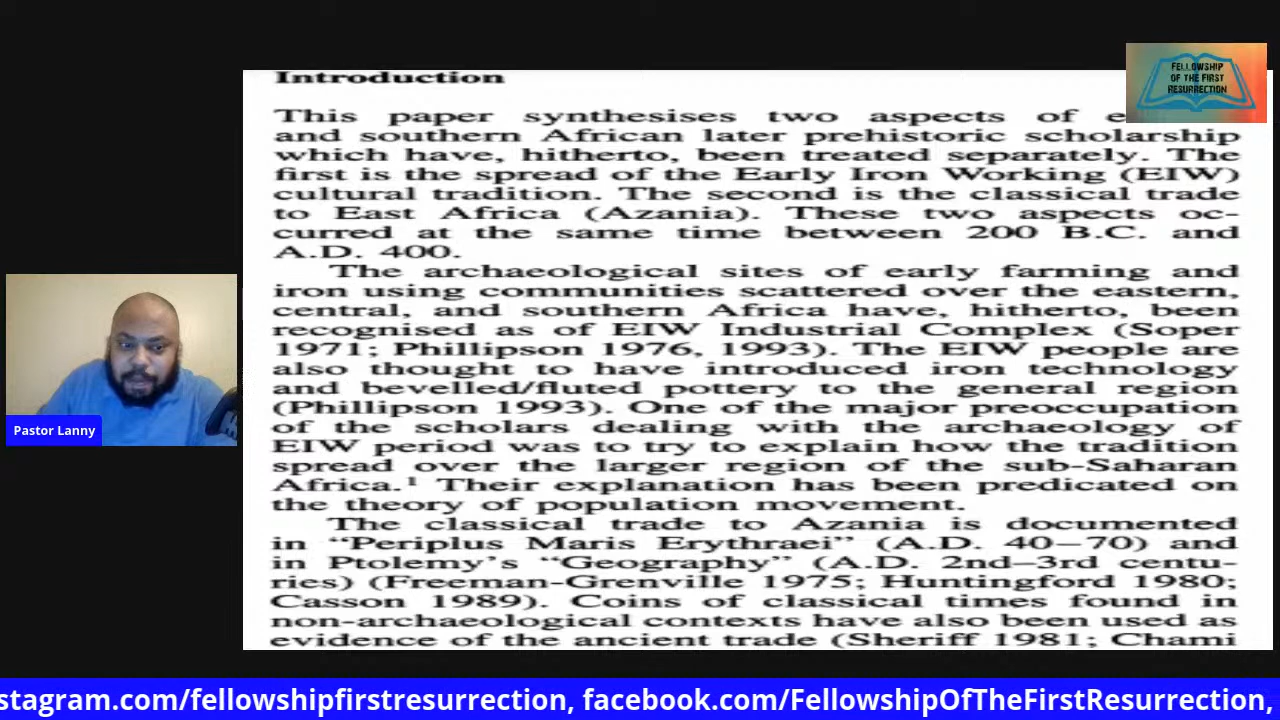 FELLOWSHIP
OF THE FIRST
RESURRECTION
Introduction
This paper synthesises two aspects of
and southern African later prehistoric scholarship
which have, hitherto, been treated separately. The
first is the spread of the Early Iron Working (EIW)
cultural tradition. The second is the classical trade
to East Africa (Azania). These two aspects oc-
curred at the same time between 200 B.C. and
A.D. 400.
The archaeological sites of early farming and
iron using communities scattered over the eastern,
central, and southern Africa have, hitherto, been
recognised as of EIW Industrial Complex (Soper
1971; Phillipson 1976, 1993). The EIW people are
also thought to have introduced iron technology
and bevelled/fluted pottery to the general region
(Phillipson 1993). One of the major preoccupation
of the scholars dealing with the archaeology of
EIW period was to try to explain how the tradition
spread over the larger region of the sub-Saharan
Africa.¹ Their explanation has been predicated on
the theory of population movement.
The classical trade to Azania is documented
in “Periplus Maris Erythraei” (A.D. 40–70) and
in Ptolemy’s “Geography” (A.D. 2nd–3rd centu-
ries) (Freeman-Grenville 1975; Huntingford 1980;
Casson 1989). Coins of classical times found in
non-archaeological contexts have also been used as
evidence of the ancient trade (Sheriff 1981; Chami
Pastor Lanny
stagram.com/fellowshipfirstresurrection, facebook.com/FellowshipOfTheFirstResurrection,